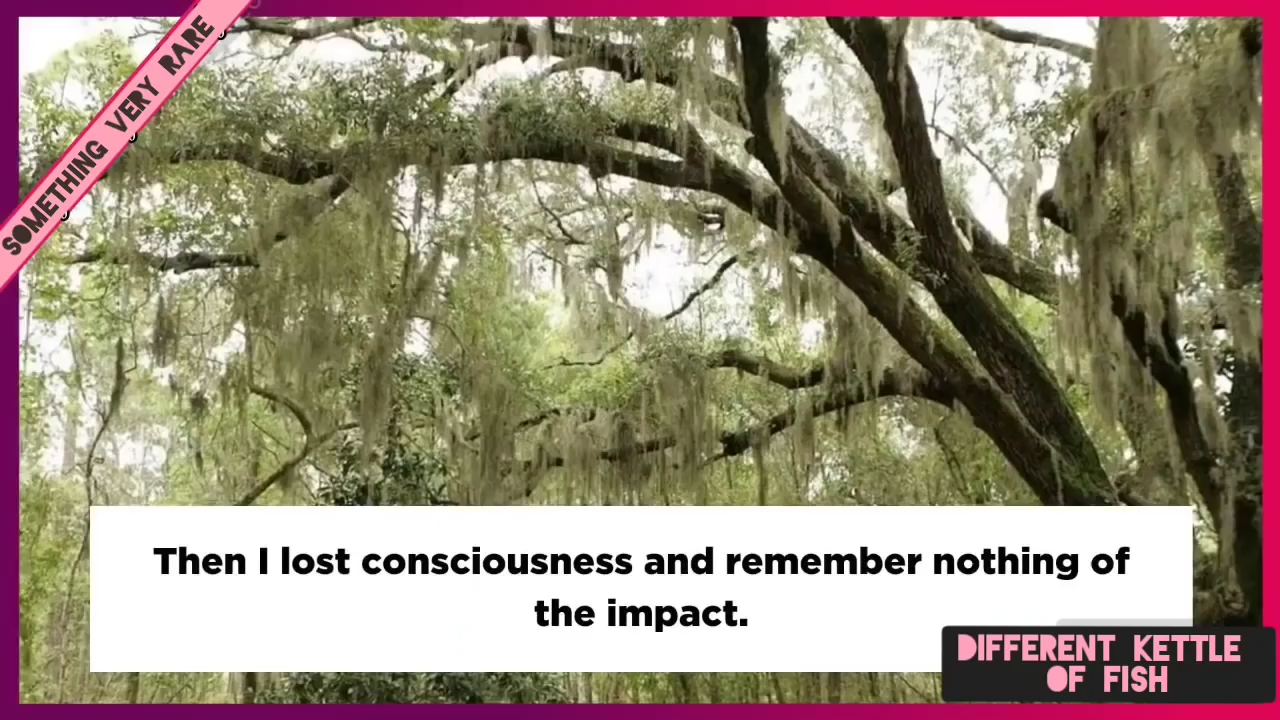 SOMETHING VERY RARE
Then I lost consciousness and remember nothing of
the impact.
DIFFERENT KETTLE
OF FISH